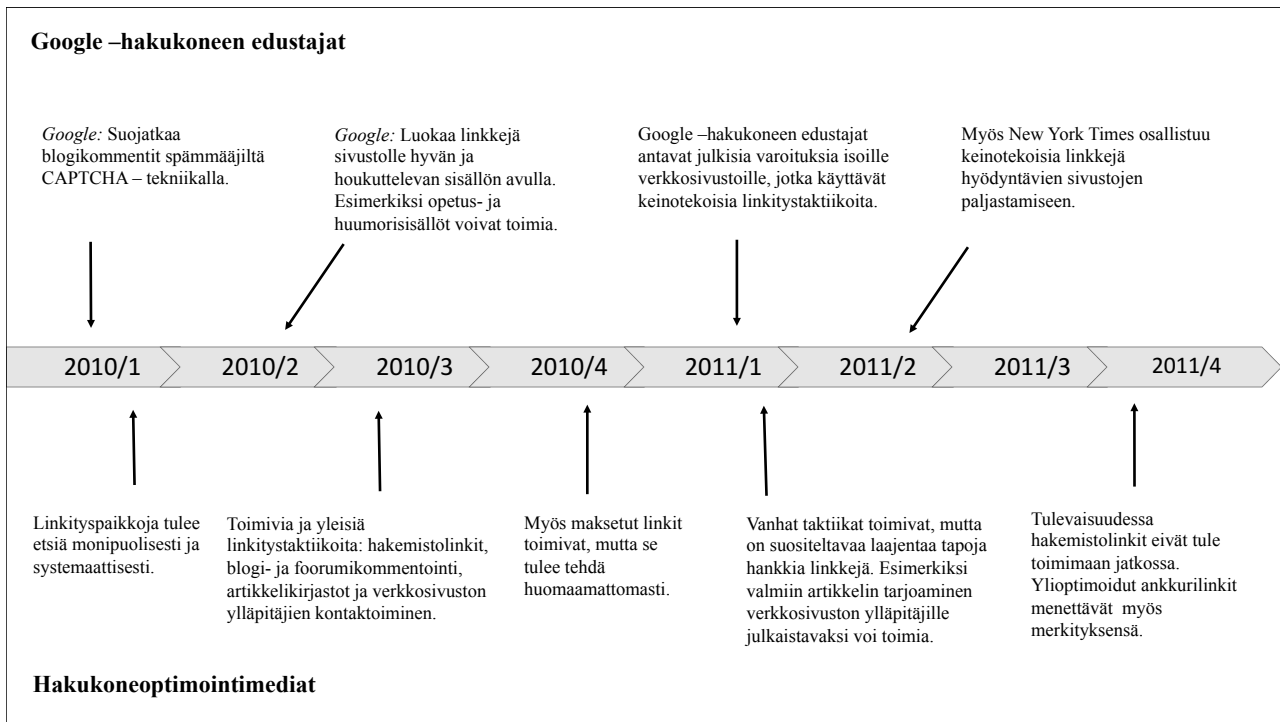 Google –hakukoneen edustajat
Google: Suojatkaa
blogikommentit spämmääjiltä
CAPTCHA – tekniikalla.
Google: Luokaa linkkejä
sivustolle hyvän ja
houkuttelevan sisällön avulla.
Esimerkiksi opetus- ja
huumorisisällöt voivat toimia.
Google –hakukoneen edustajat
antavat julkisia varoituksia isoille
verkkosivustoille, jotka käyttävät
keinotekoisia linkitystaktiikoita.
Myös New York Times osallistuu
keinotekoisia linkkejä
hyödyntävien sivustojen
paljastamiseen.
2010/1
2010/2
2010/3
2010/4
2011/1
2011/2
2011/3
2011/4
Linkityspaikkoja tulee
etsiä monipuolisesti ja
systemaattisesti.
Toimivia ja yleisiä
linkitystaktiikoita: hakemistolinkit,
blogi- ja foorumikommentointi,
artikkelikirjastot ja verkkosivuston
ylläpitäjien kontaktoiminen.
Myös maksetut linkit
toimivat, mutta se
tulee tehdä
huomaamattomasti.
Vanhat taktiikat toimivat, mutta
on suositeltavaa laajentaa tapoja
hankkia linkkejä. Esimerkiksi
valmiin artikkelin tarjoaminen
verkkosivuston ylläpitäjille
julkaistavaksi voi toimia.
Tulevaisuudessa
hakemistolinkit eivät tule
toimimaan jatkossa.
Ylioptimoidut ankkurilinkit
menettävät myös
merkityksensä.
Hakukoneoptimointimediat